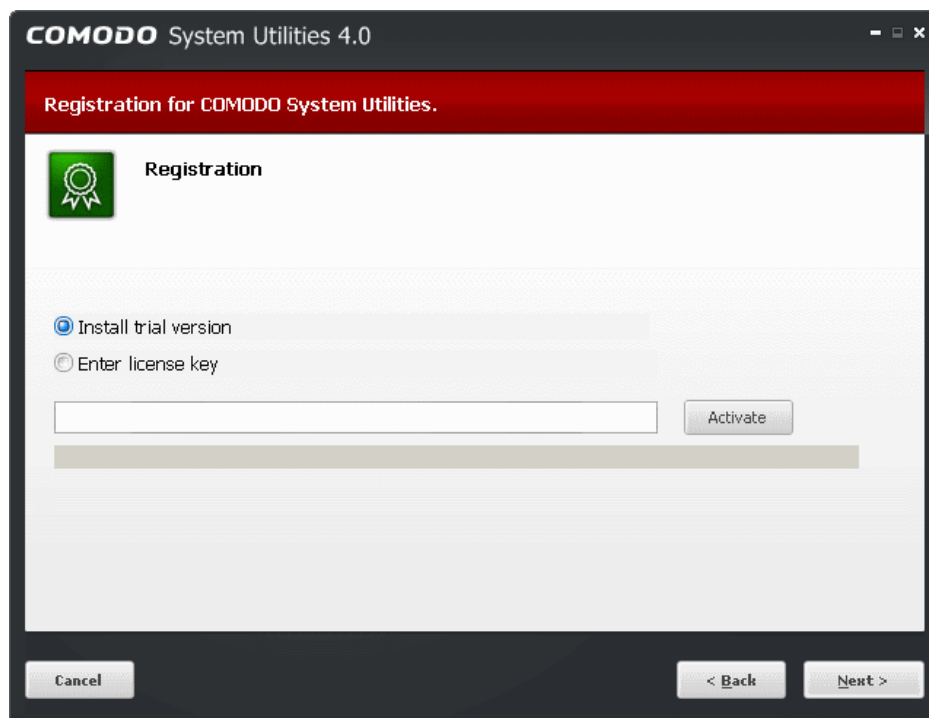 COMODO System Utilities 4.0
Registration for COMODO System Utilities.
Registration
Install trial version
Enter license key
Activate
Cancel
< Back
Next >